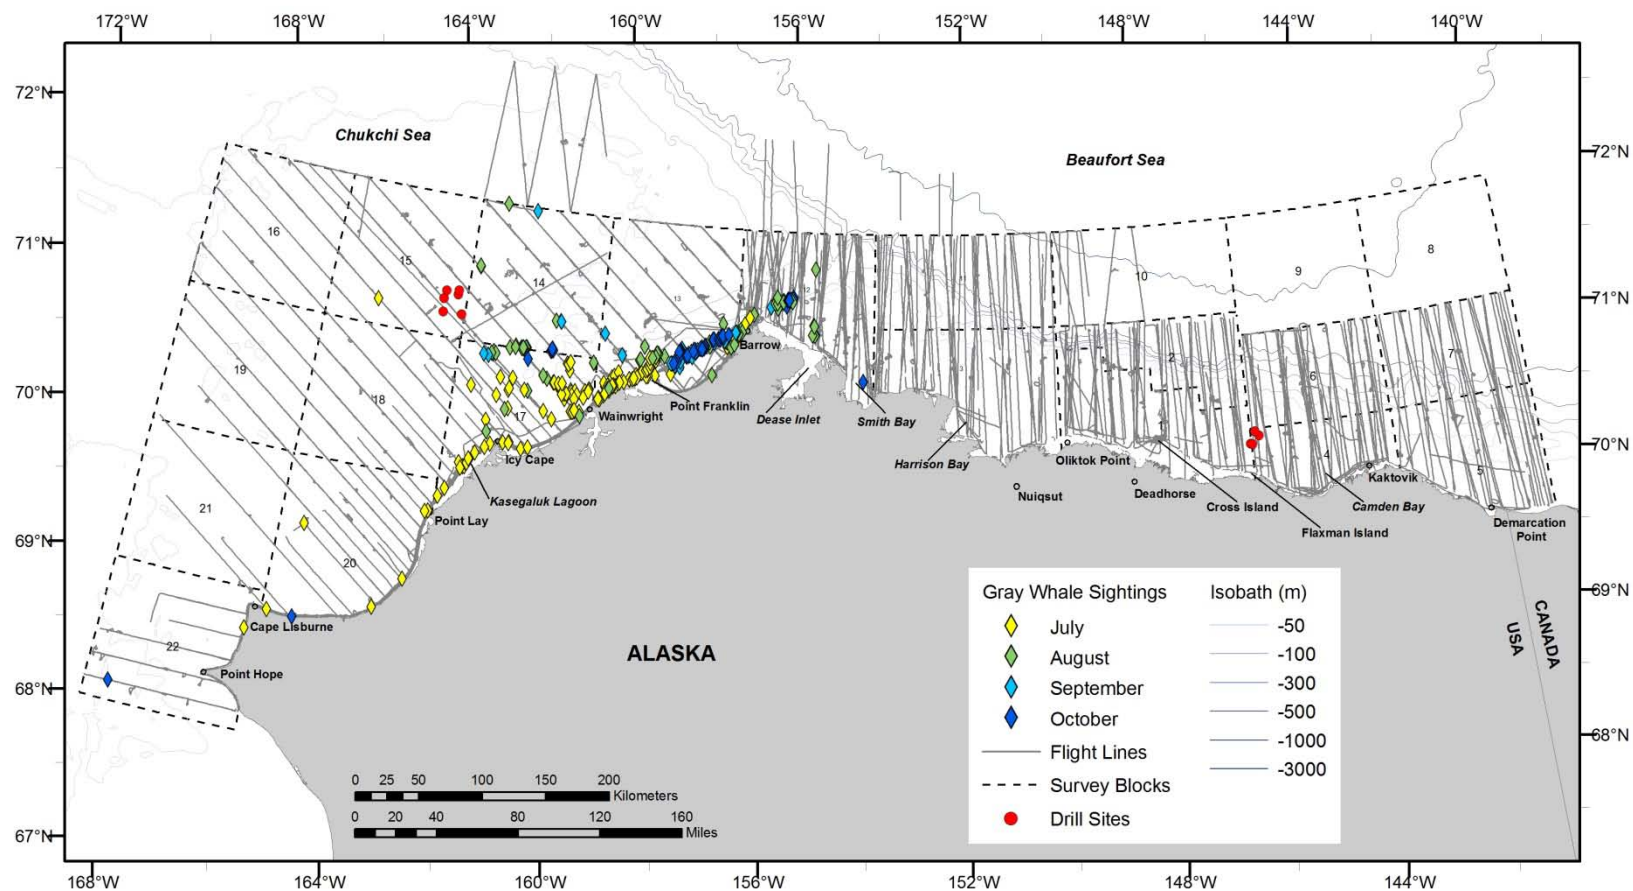 172°W 168°W 164°W 160°W 156°W 152°W 148°W 144°W 140°W
72°N
71°N
70°N
69°N
68°N
67°N
72°N
71°N
70°N
69°N
68°N
168°W 164°W 160°W 156°W 152°W 148°W 144°W
Chukchi Sea
Beaufort Sea
16
15
14
13
12
10
9
8
19
18
17
2
6
7
3
1
4
5
21
20
22
Barrow
Point Franklin
Wainwright
Icy Cape
Kasegaluk Lagoon
Point Lay
Cape Lisburne
Point Hope
Dease Inlet
Smith Bay
Harrison Bay
Oliktok Point
Nuiqsut
Deadhorse
Cross Island
Flaxman Island
Camden Bay
Kaktovik
Demarcation
Point
ALASKA
USA
CANADA
Gray Whale Sightings
July
August
September
October
Flight Lines
Survey Blocks
Drill Sites
Isobath (m)
-50
-100
-300
-500
-1000
-3000
0 25 50 100 150 200
Kilometers
0 20 40 80 120 160
Miles